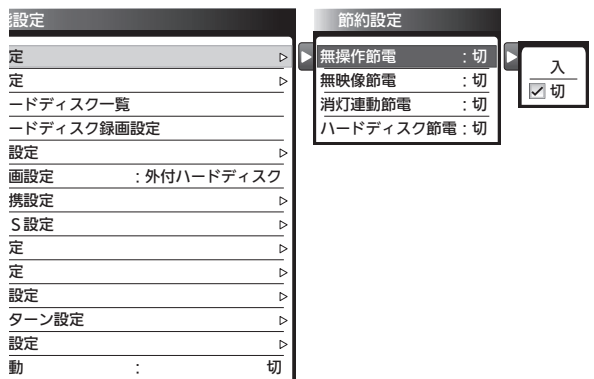 設定
定
定
ードディスク一覧
ードディスク録画設定
設定
画設定 ：外付ハードディスク
携設定
S設定
定
定
設定
ターン設定
設定
動 ： 切
節約設定
無操作節電 ：切
無映像節電 ：切
消灯連動節電 ：切
ハードディスク節電：切
入
切